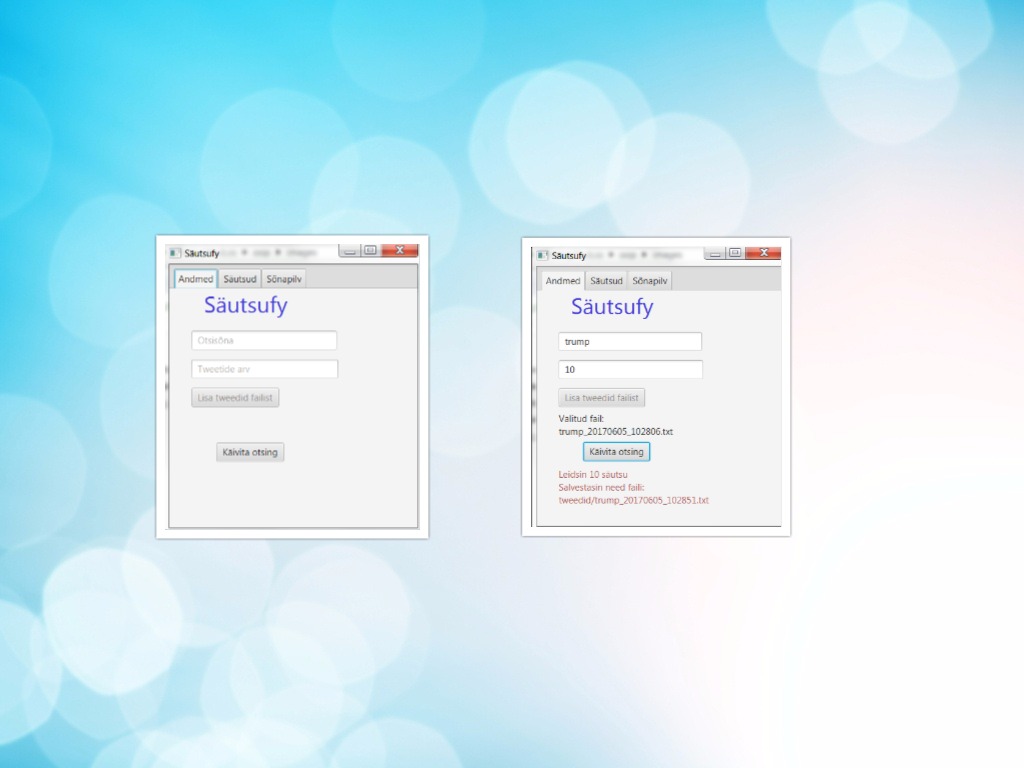 Säutsufy
Andmed Säutsud Sõnapilv
Säutsufy
Otsisõna
Tweetide arv
Lisa tweedid failist
Käivita otsing
Säutsufy
Andmed Säutsud Sõnapilv
Säutsufy
trump
10
Lisa tweedid failist
Valitud fail:
trump_20170605_102806.txt
Käivita otsing
Leidsin 10 säutsu
Salvestasin need faili:
tweedid/trump_20170605_102851.txt